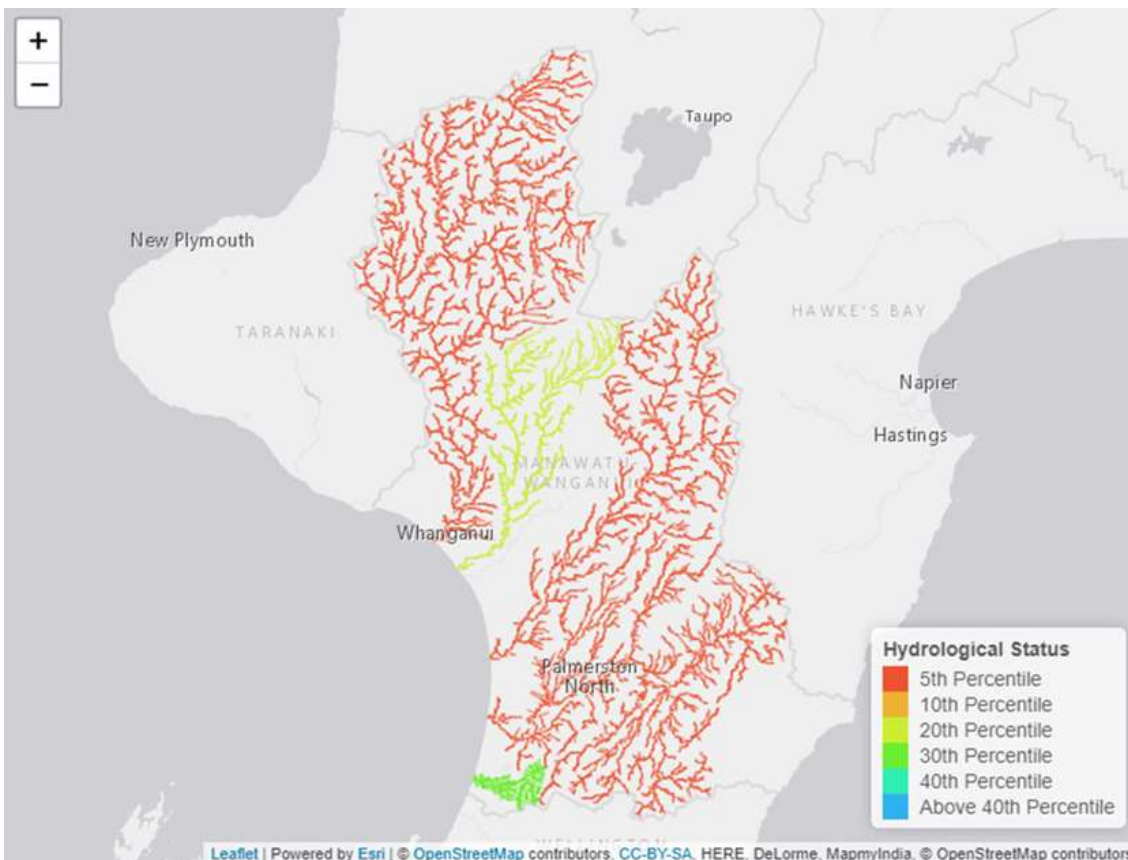 +
−
Taupo
New Plymouth
TARANAKI
HAWKE'S BAY
Napier
Hastings
MANAWATU-
WANGANUI
Whanganui
Palmerston
North
WELLINGTON
Hydrological Status
5th Percentile
10th Percentile
20th Percentile
30th Percentile
40th Percentile
Above 40th Percentile
Leaflet | Powered by Esri | © OpenStreetMap contributors, CC-BY-SA, HERE, DeLorme, MapmyIndia, © OpenStreetMap contributors